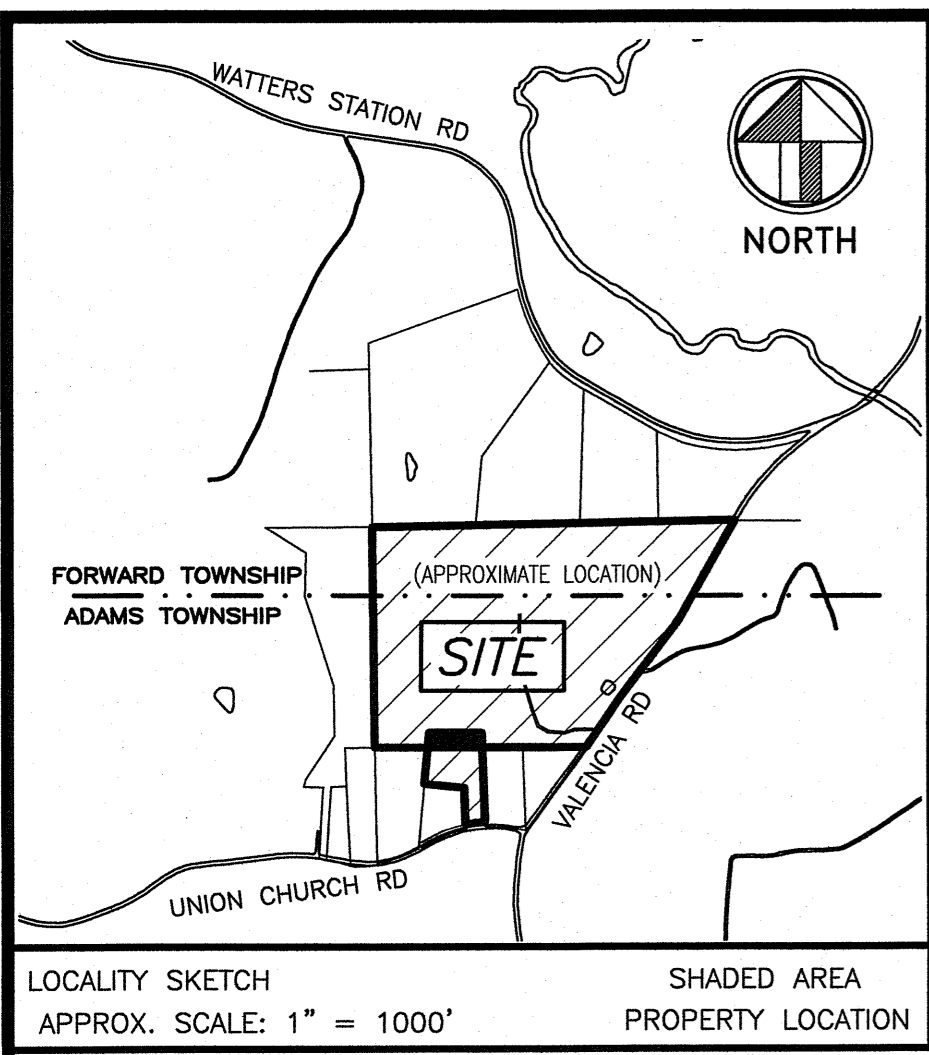 WATTERS STATION RD
NORTH
FORWARD TOWNSHIP
(APPROXIMATE LOCATION)
ADAMS TOWNSHIP
SITE
VALENCIA RD
UNION CHURCH RD
LOCALITY SKETCH
APPROX. SCALE: 1" = 1000'
SHADED AREA
PROPERTY LOCATION